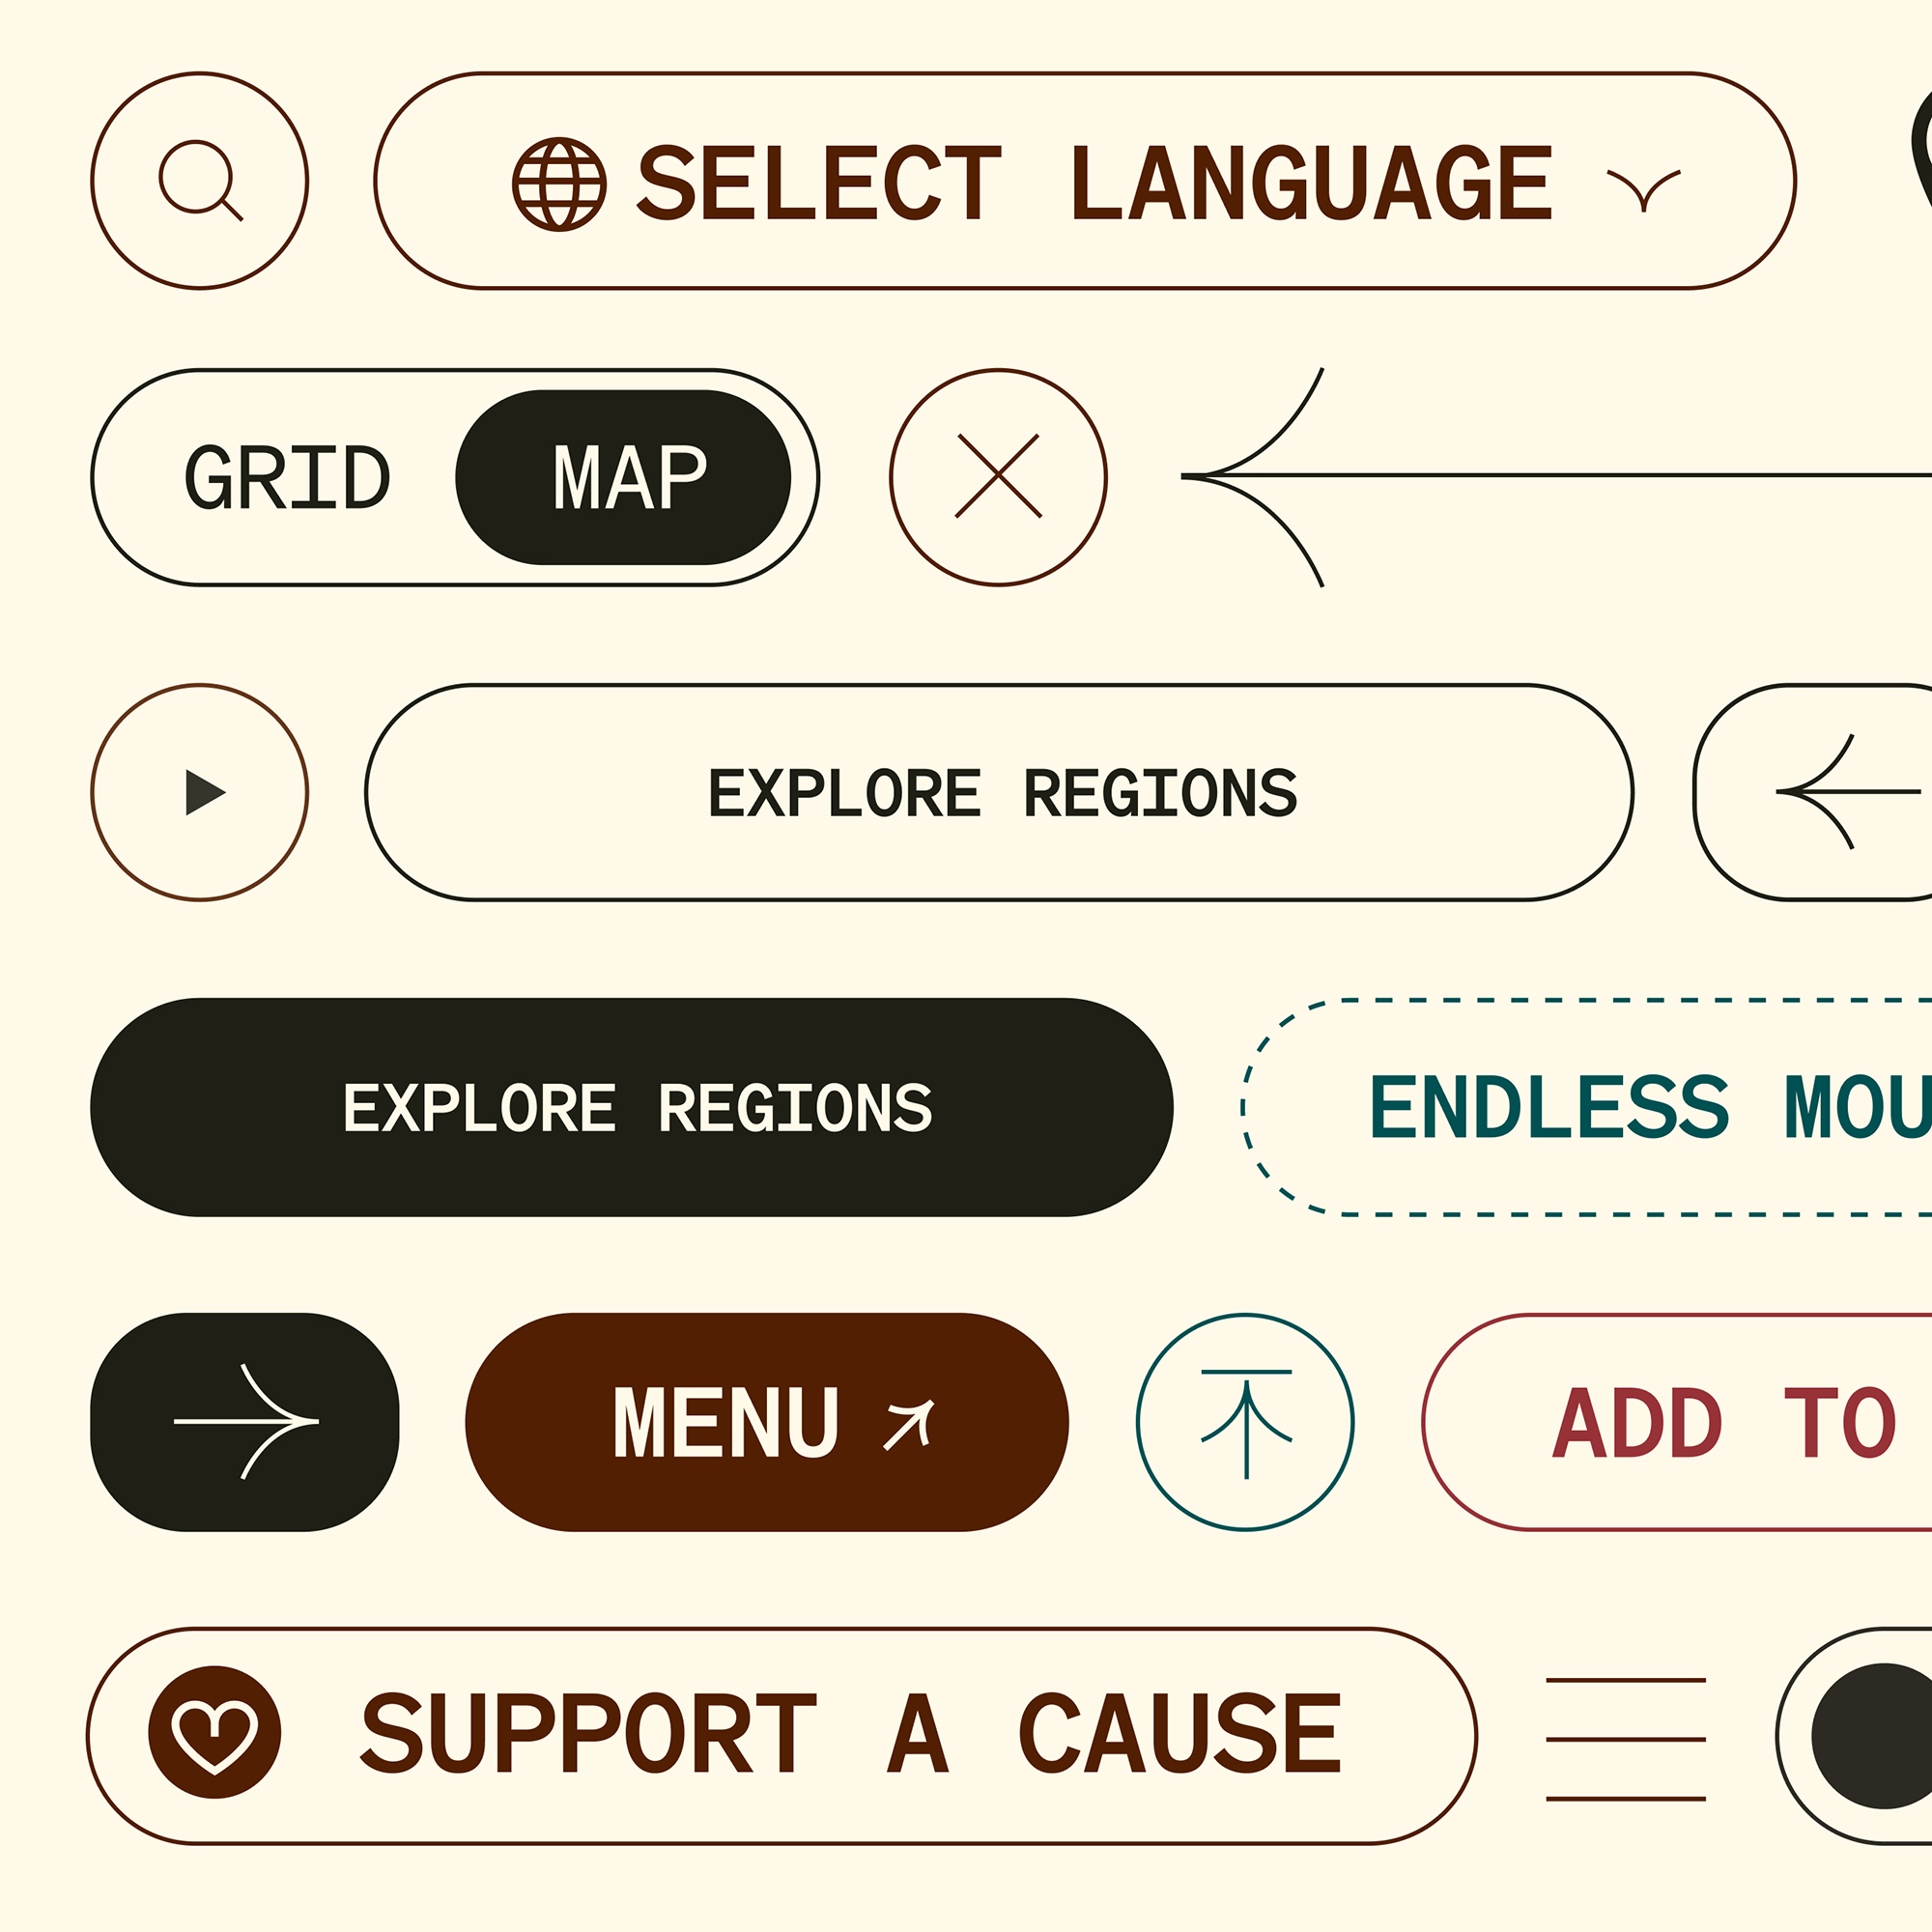 SELECT LANGUAGE
GRID MAP
EXPLORE REGIONS
EXPLORE REGIONS
ENDLESS MOU
MENU
ADD TO
SUPPORT A CAUSE